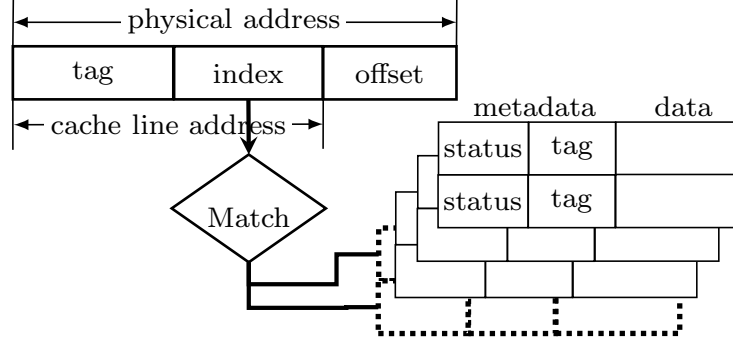 physical address
tag index offset
cache line address
metadata data
status tag
status tag
Match